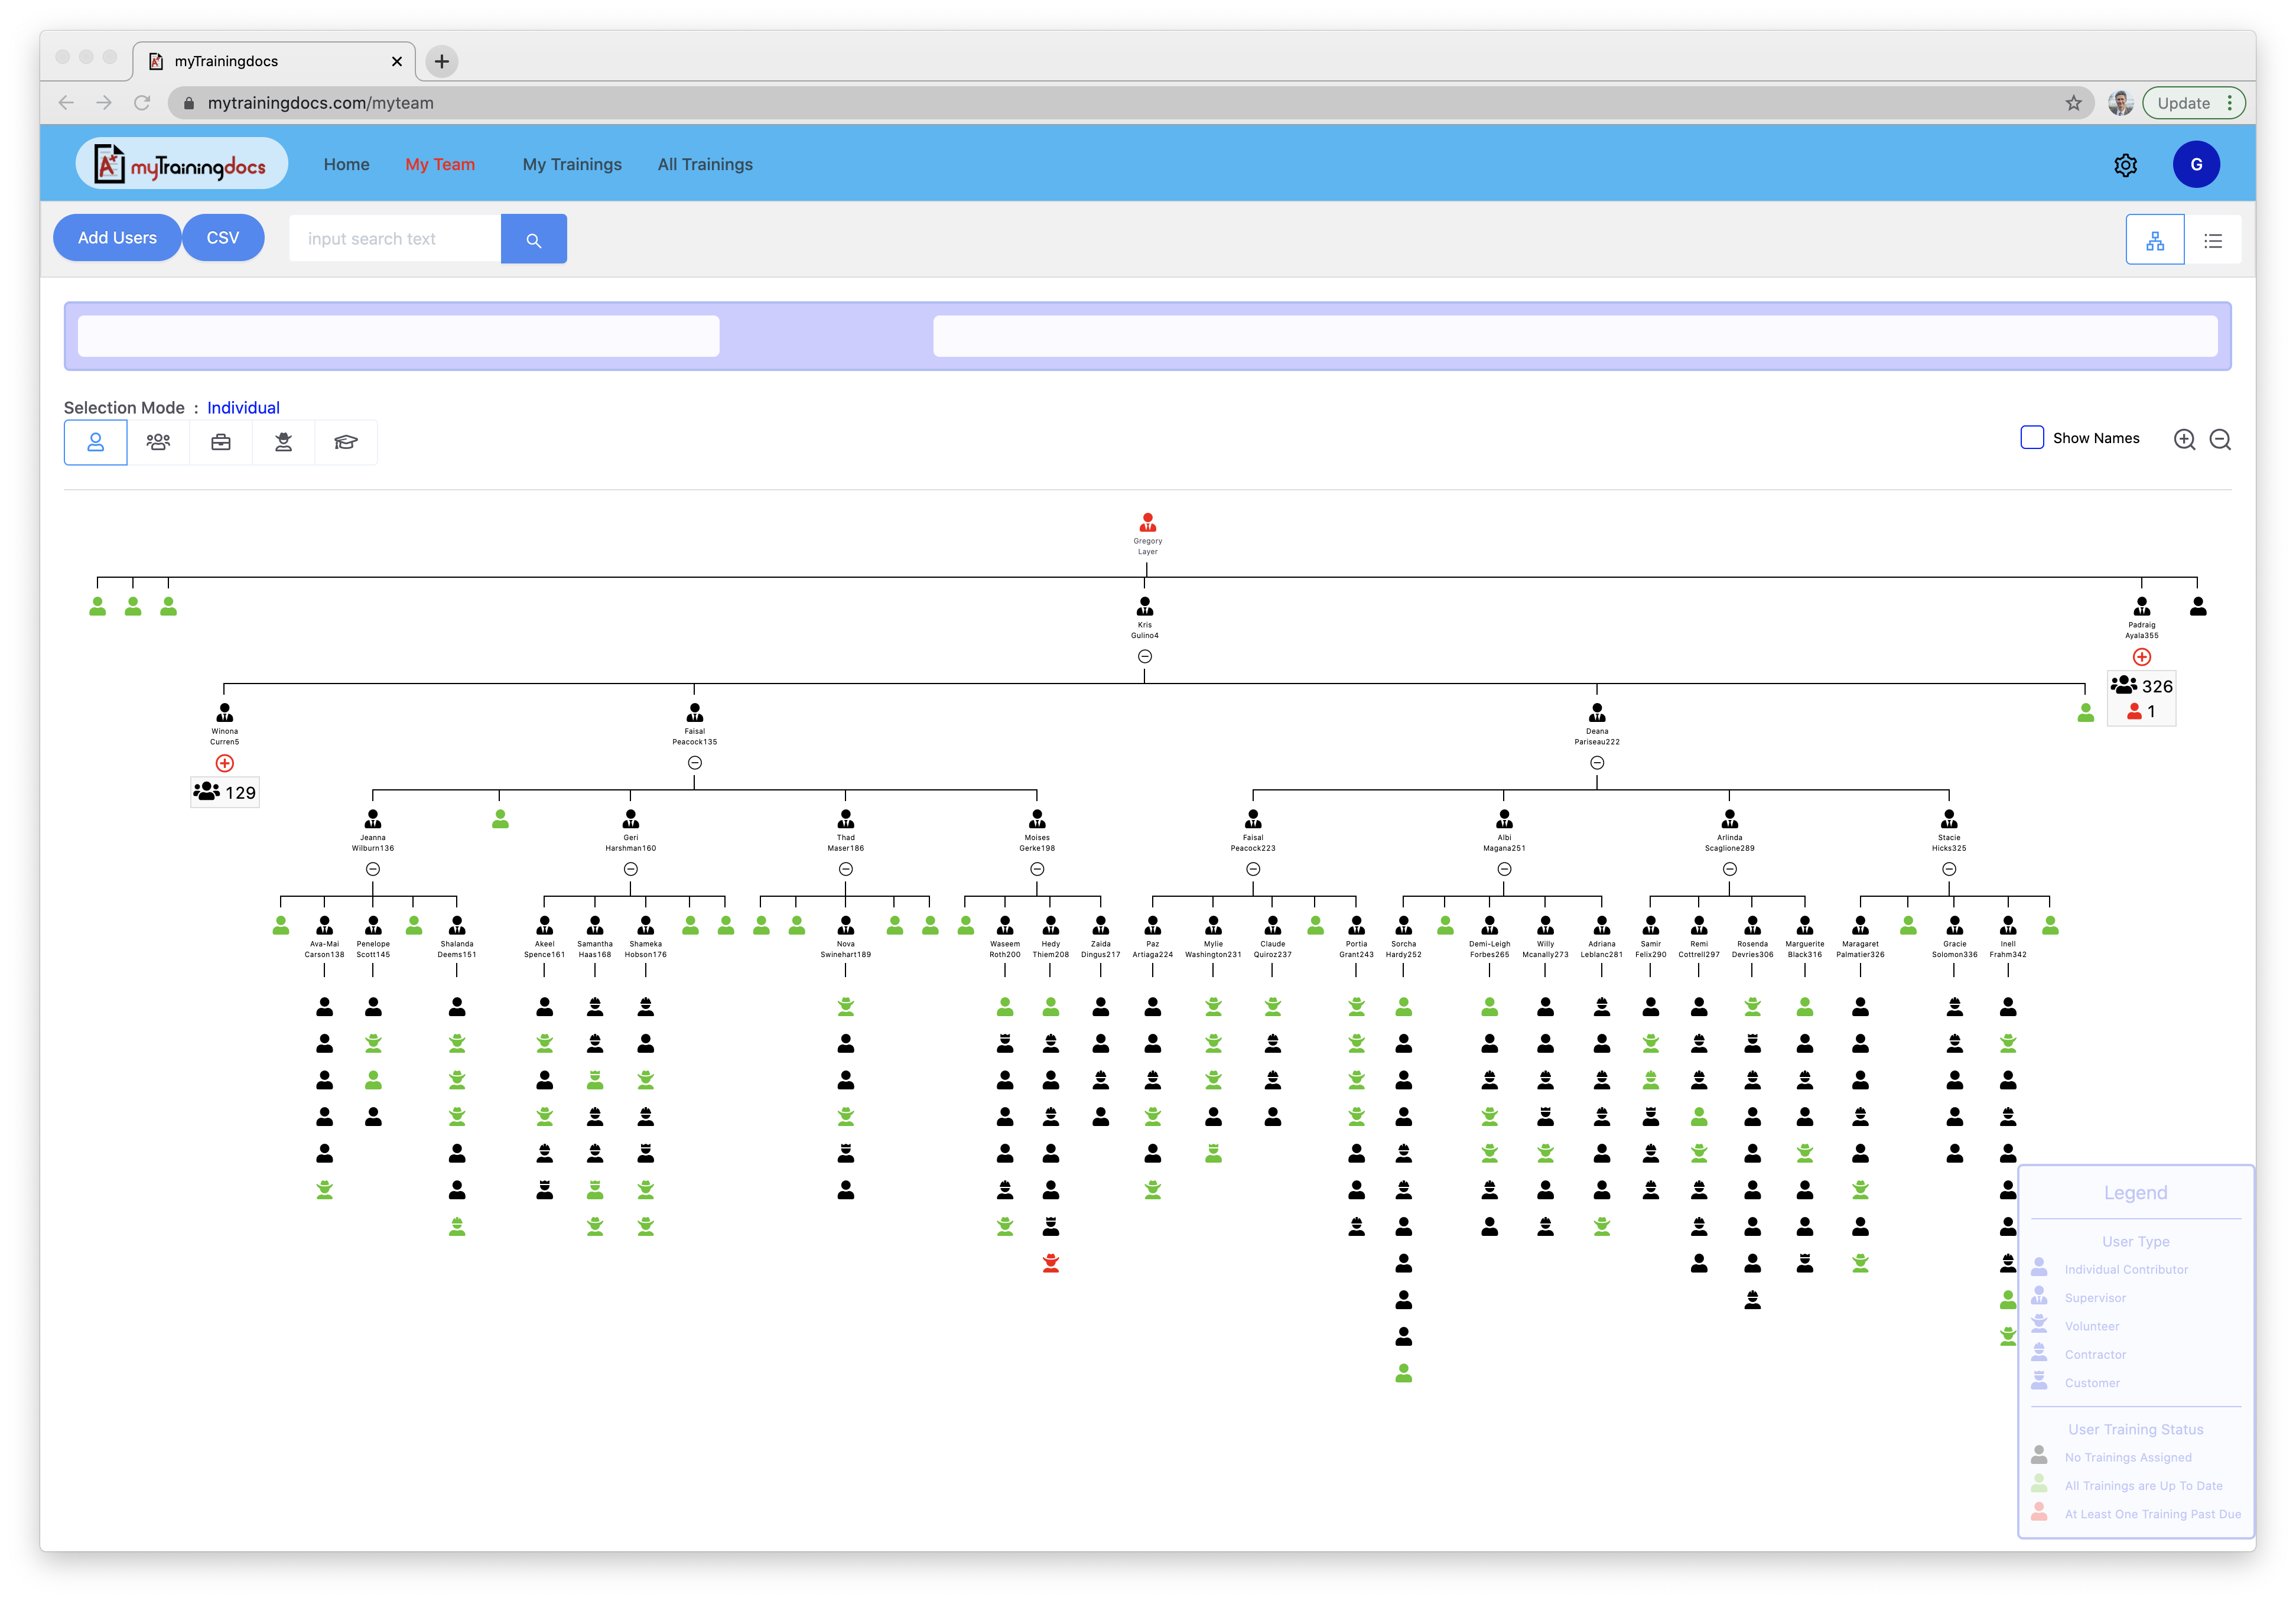 myTrainingdocs
mytrainingdocs.com/myteam
Update
A+ myTrainingdocs
Home
My Team
My Trainings
All Trainings
G
Add Users
CSV
input search text
Selection Mode : Individual
Show Names
Gregory
Layer
Kris
Gulino4
Padraig
Ayala355
326
1
Winona
Curren5
129
Faisal
Peacock135
Deana
Pariseau222
Jeanna
Wilburn136
Geri
Harshman160
Thad
Maser186
Moises
Gerke198
Faisal
Peacock223
Albi
Magana251
Arlinda
Scaglione289
Stacie
Hicks325
Ava-Mai
Carson138
Penelope
Scott145
Shalanda
Deems151
Akeel
Spence161
Samantha
Haas168
Shameka
Hobson176
Nova
Swinehart189
Waseem
Roth200
Hedy
Thiem208
Zaida
Dingus217
Paz
Artiaga224
Mylie
Washington231
Claude
Quiroz237
Portia
Grant243
Sorcha
Hardy252
Demi-Leigh
Forbes265
Willy
Mcanally273
Adriana
Leblanc281
Samir
Felix290
Remi
Cottrell297
Rosenda
Devries306
Marguerite
Black316
Maragaret
Palmatier326
Gracie
Solomon336
Inell
Frahm342
Legend
User Type
Individual Contributor
Supervisor
Volunteer
Contractor
Customer
User Training Status
No Trainings Assigned
All Trainings are Up To Date
At Least One Training Past Due